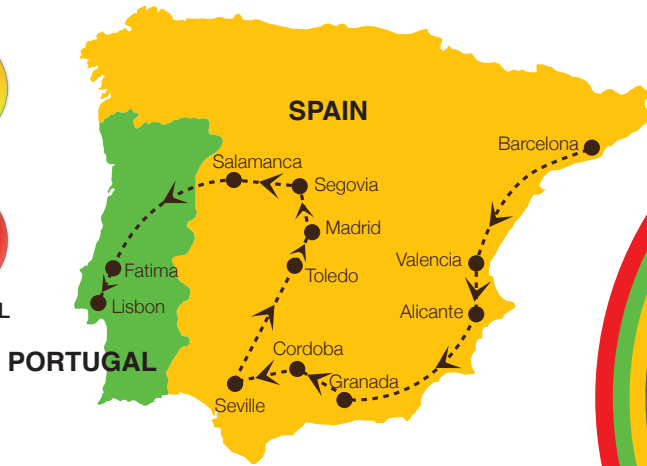 SPAIN
Barcelona
Salamanca
Segovia
Madrid
Valencia
Toledo
Fatima
Lisbon
Alicante
L
PORTUGAL
Cordoba
Granada
Seville